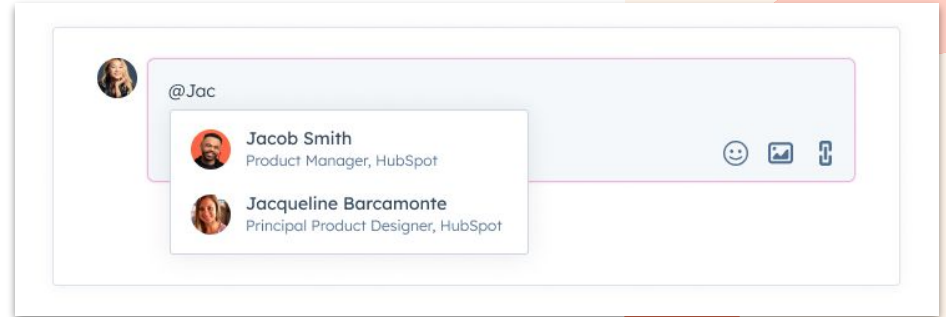 @Jac
Jacob Smith
Product Manager, HubSpot
Jacqueline Barcamonte
Principal Product Designer, HubSpot